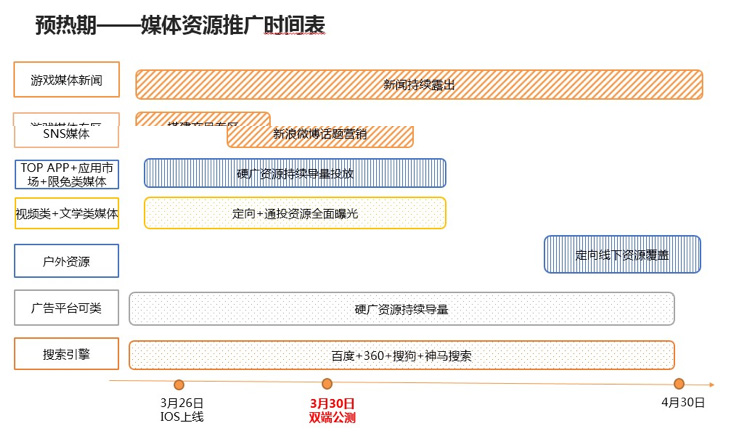 预热期——媒体资源推广时间表
游戏媒体新闻
新闻持续露出
SNS媒体
新浪微博话题营销
TOP APP+应用市
场+限免类媒体
硬广资源持续导量投放
视频类+文学类媒体
定向+通投资源全面曝光
户外资源
定向线下资源覆盖
广告平台可类
硬广资源持续导量
搜索引擎
百度+360+搜狗+神马搜索
3月26日
IOS上线
3月30日
双端公测
4月30日